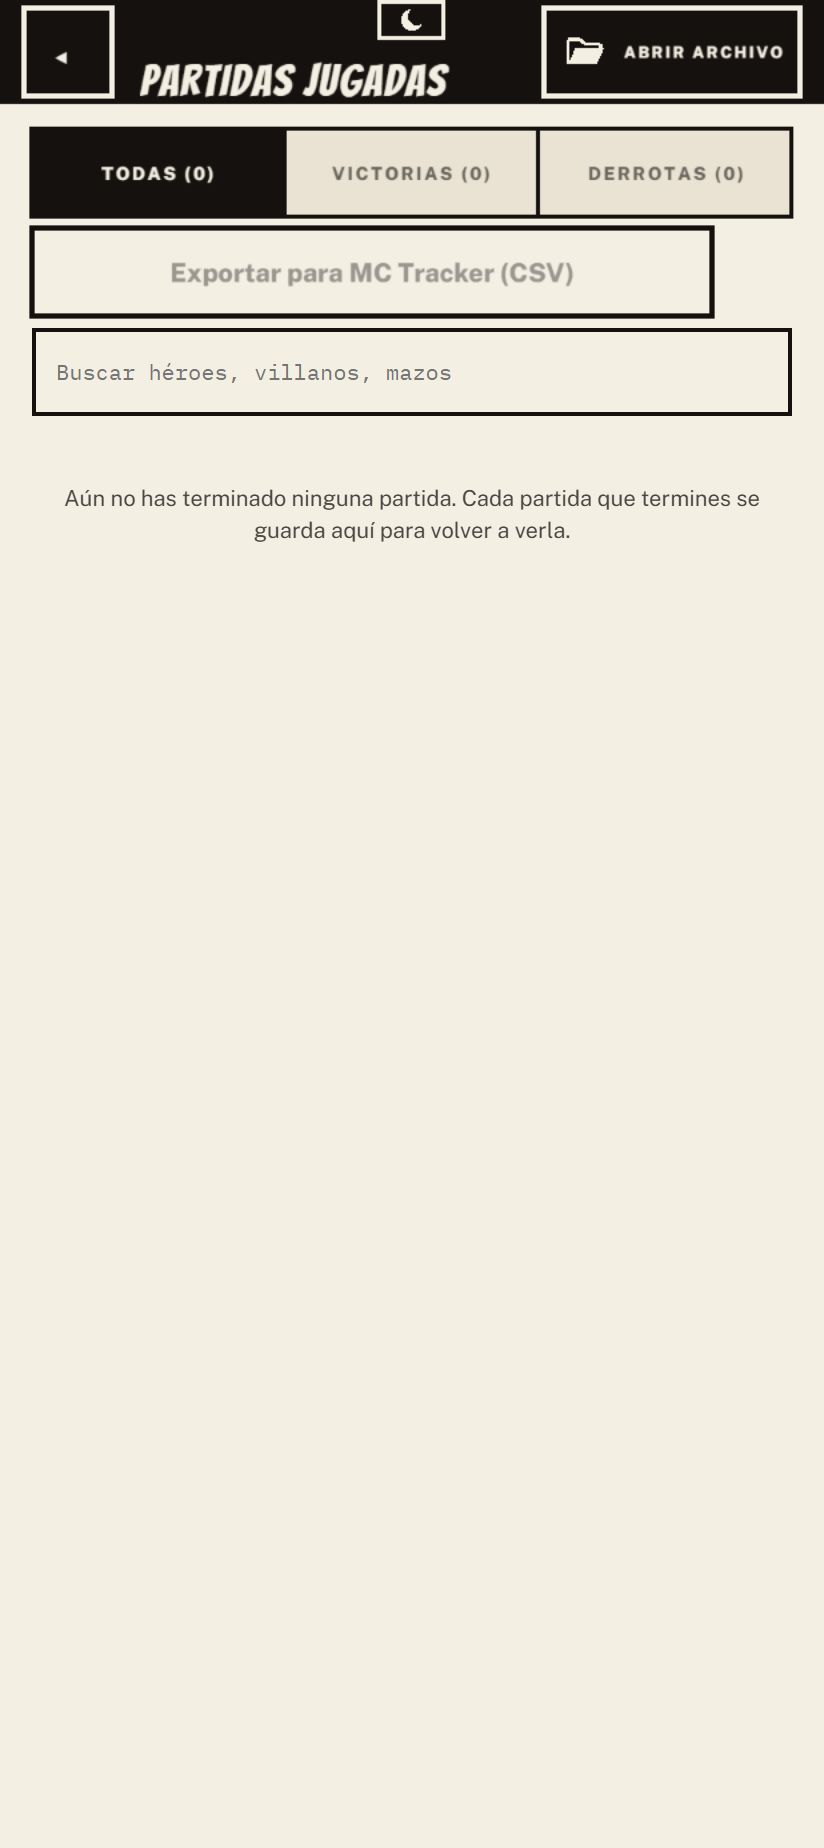 PARTIDAS JUGADAS
ABRIR ARCHIVO
TODAS (0)
VICTORIAS (0)
DERROTAS (0)
Exportar para MC Tracker (CSV)
Buscar héroes, villanos, mazos
Aún no has terminado ninguna partida. Cada partida que termines se
guarda aquí para volver a verla.